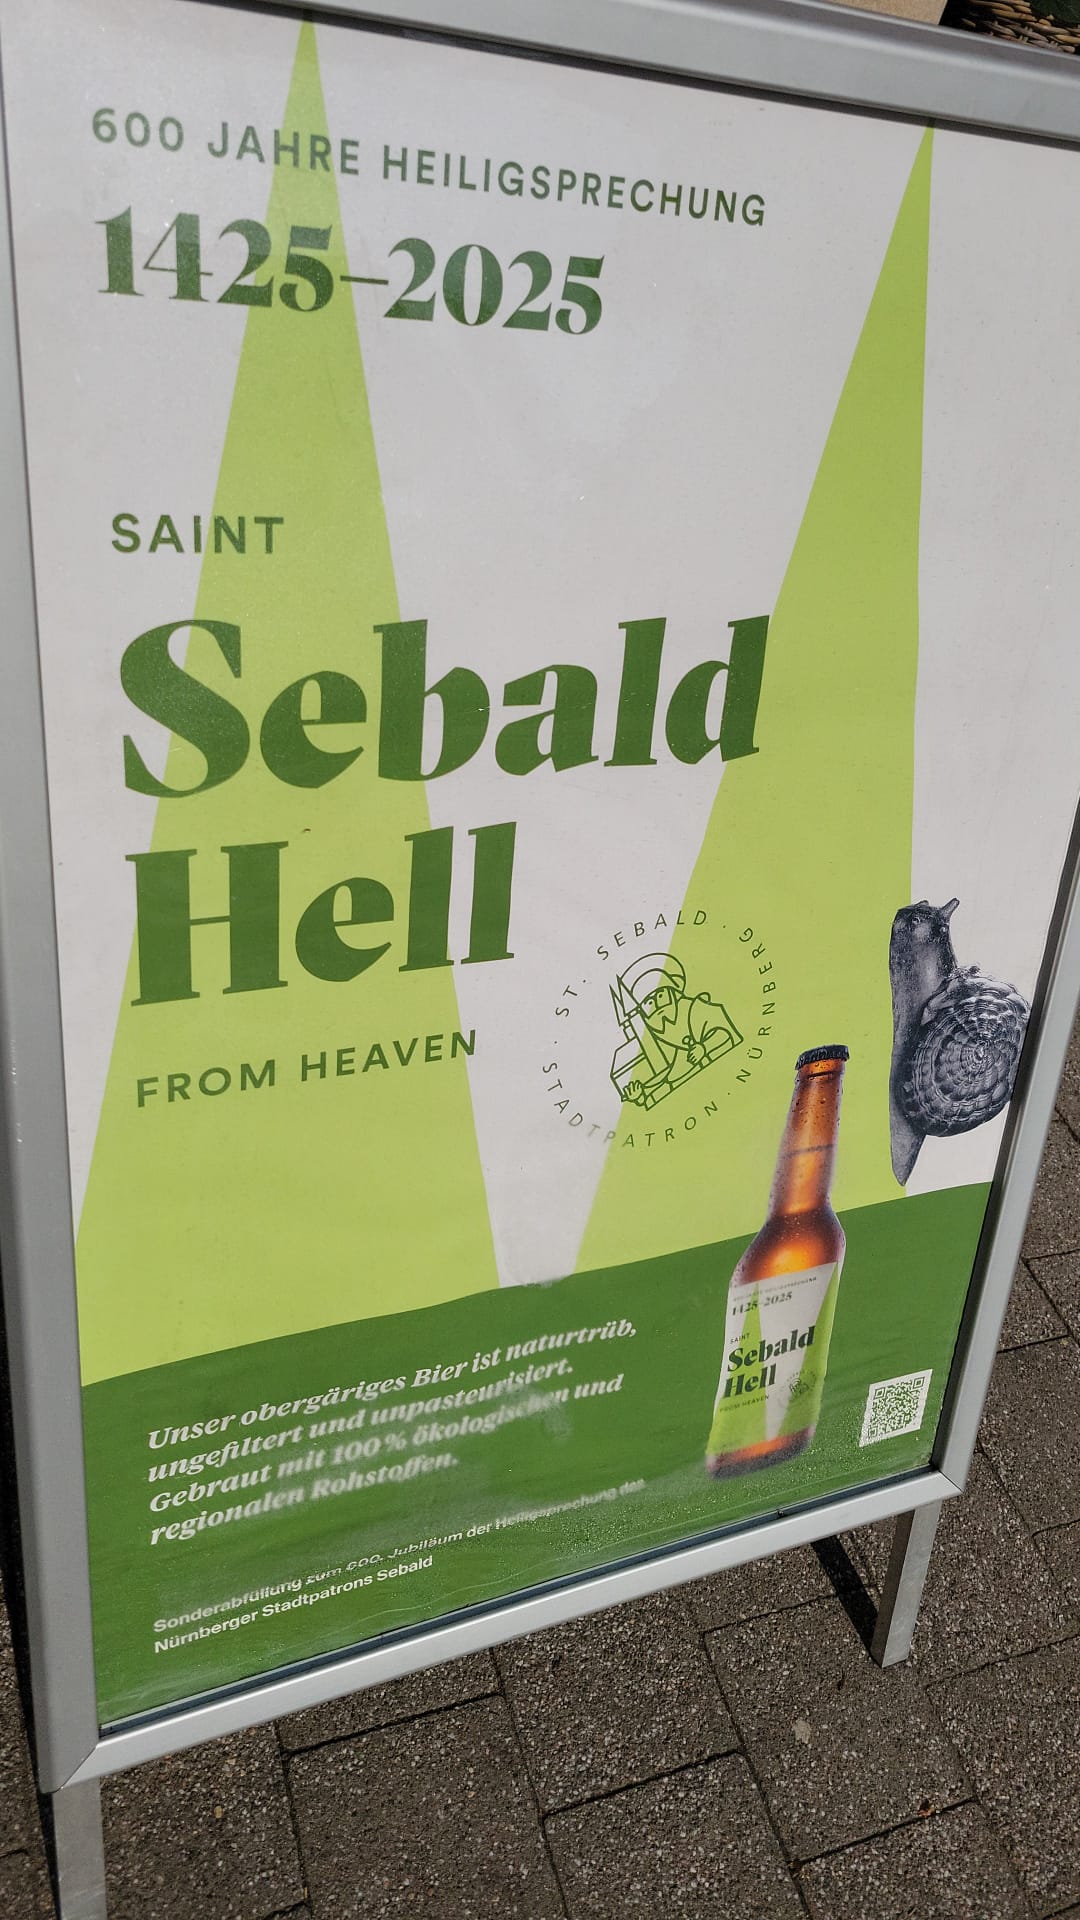 600 JAHRE HEILIGSPRECHUNG
1425–2025
SAINT
Sebald
Hell
FROM HEAVEN
· ST. SEBALD · NÜRNBERG · STADTPATRON
Unser obergäriges Bier ist naturtrüb,
ungefiltert und unpasteurisiert.
Gebraut mit 100 % ökologischen und
regionalen Rohstoffen.
Sonderabfüllung zum 600. Jubiläum der Heiligsprechung des
Nürnberger Stadtpatrons Sebald
1425–2025
SAINT
Sebald
Hell
FROM HEAVEN